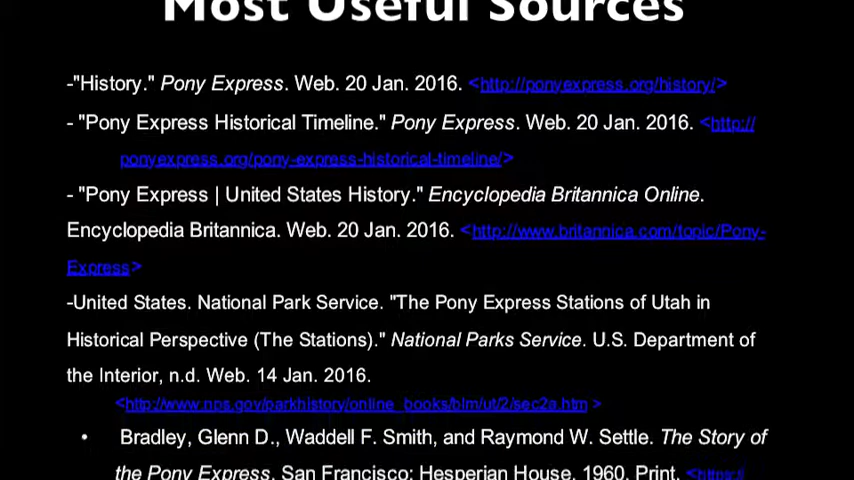 Most Useful Sources
-"History." Pony Express. Web. 20 Jan. 2016. <http://ponyexpress.org/history/>
- "Pony Express Historical Timeline." Pony Express. Web. 20 Jan. 2016. <http://
ponyexpress.org/pony-express-historical-timeline/>
- "Pony Express | United States History." Encyclopedia Britannica Online.
Encyclopedia Britannica. Web. 20 Jan. 2016. <http://www.britannica.com/topic/Pony-
Express>
-United States. National Park Service. "The Pony Express Stations of Utah in
Historical Perspective (The Stations)." National Parks Service. U.S. Department of
the Interior, n.d. Web. 14 Jan. 2016.
<http://www.nps.gov/parkhistory/online_books/blm/ut/2/sec2a.htm >
• Bradley, Glenn D., Waddell F. Smith, and Raymond W. Settle. The Story of
the Pony Express. San Francisco: Hesperian House, 1960. Print. <https://